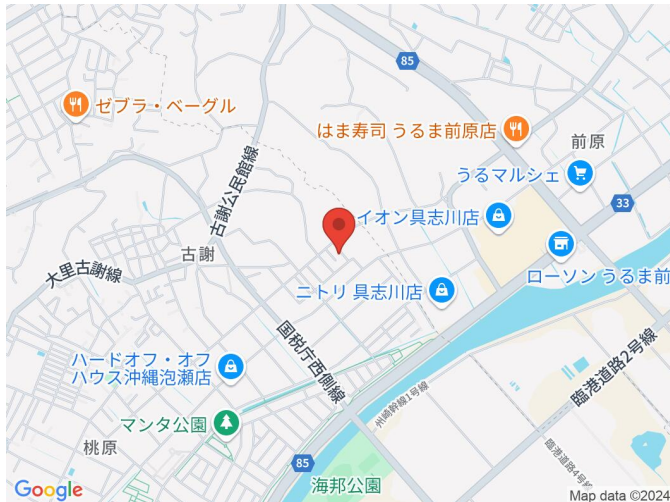 85
ゼブラ・ベーグル
はま寿司 うるま前原店
前原
うるマルシェ
古謝公民館線
33
イオン具志川店
古謝
ローソン うるま前
大里古謝線
ニトリ 具志川店
国税庁西側線
臨港道路2号線
ハードオフ・オフ
ハウス沖縄泡瀬店
州崎幹線1号線
マンタ公園
臨港道路4号線
桃原
85
海邦公園
Google
Map data ©2024